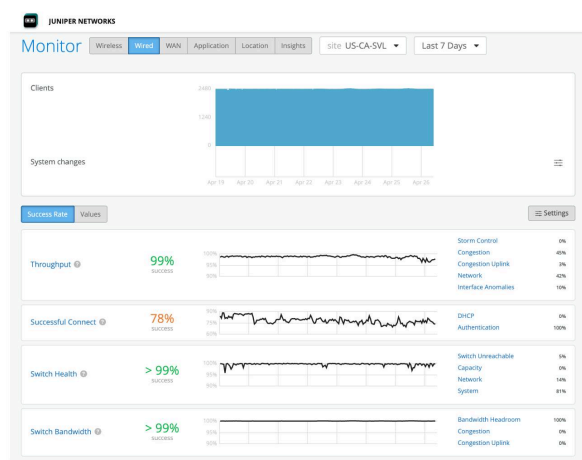 JUNIPER NETWORKS
Monitor Wireless Wired WAN Application Location Insights site US-CA-SVL Last 7 Days
Clients
2480
1240
0
System changes
Apr 19 Apr 20 Apr 21 Apr 22 Apr 23 Apr 24 Apr 25 Apr 26
Success Rate Values Settings
Throughput ?
99%
success
100%
95%
90%
Storm Control 0%
Congestion 45%
Congestion Uplink 3%
Network 42%
Interface Anomalies 10%
Successful Connect ?
78%
success
90%
75%
60%
DHCP 0%
Authentication 100%
Switch Health ?
> 99%
success
100%
95%
90%
Switch Unreachable 5%
Capacity 0%
Network 14%
System 81%
Switch Bandwidth ?
> 99%
success
100%
95%
90%
Bandwidth Headroom 100%
Congestion 0%
Congestion Uplink 0%